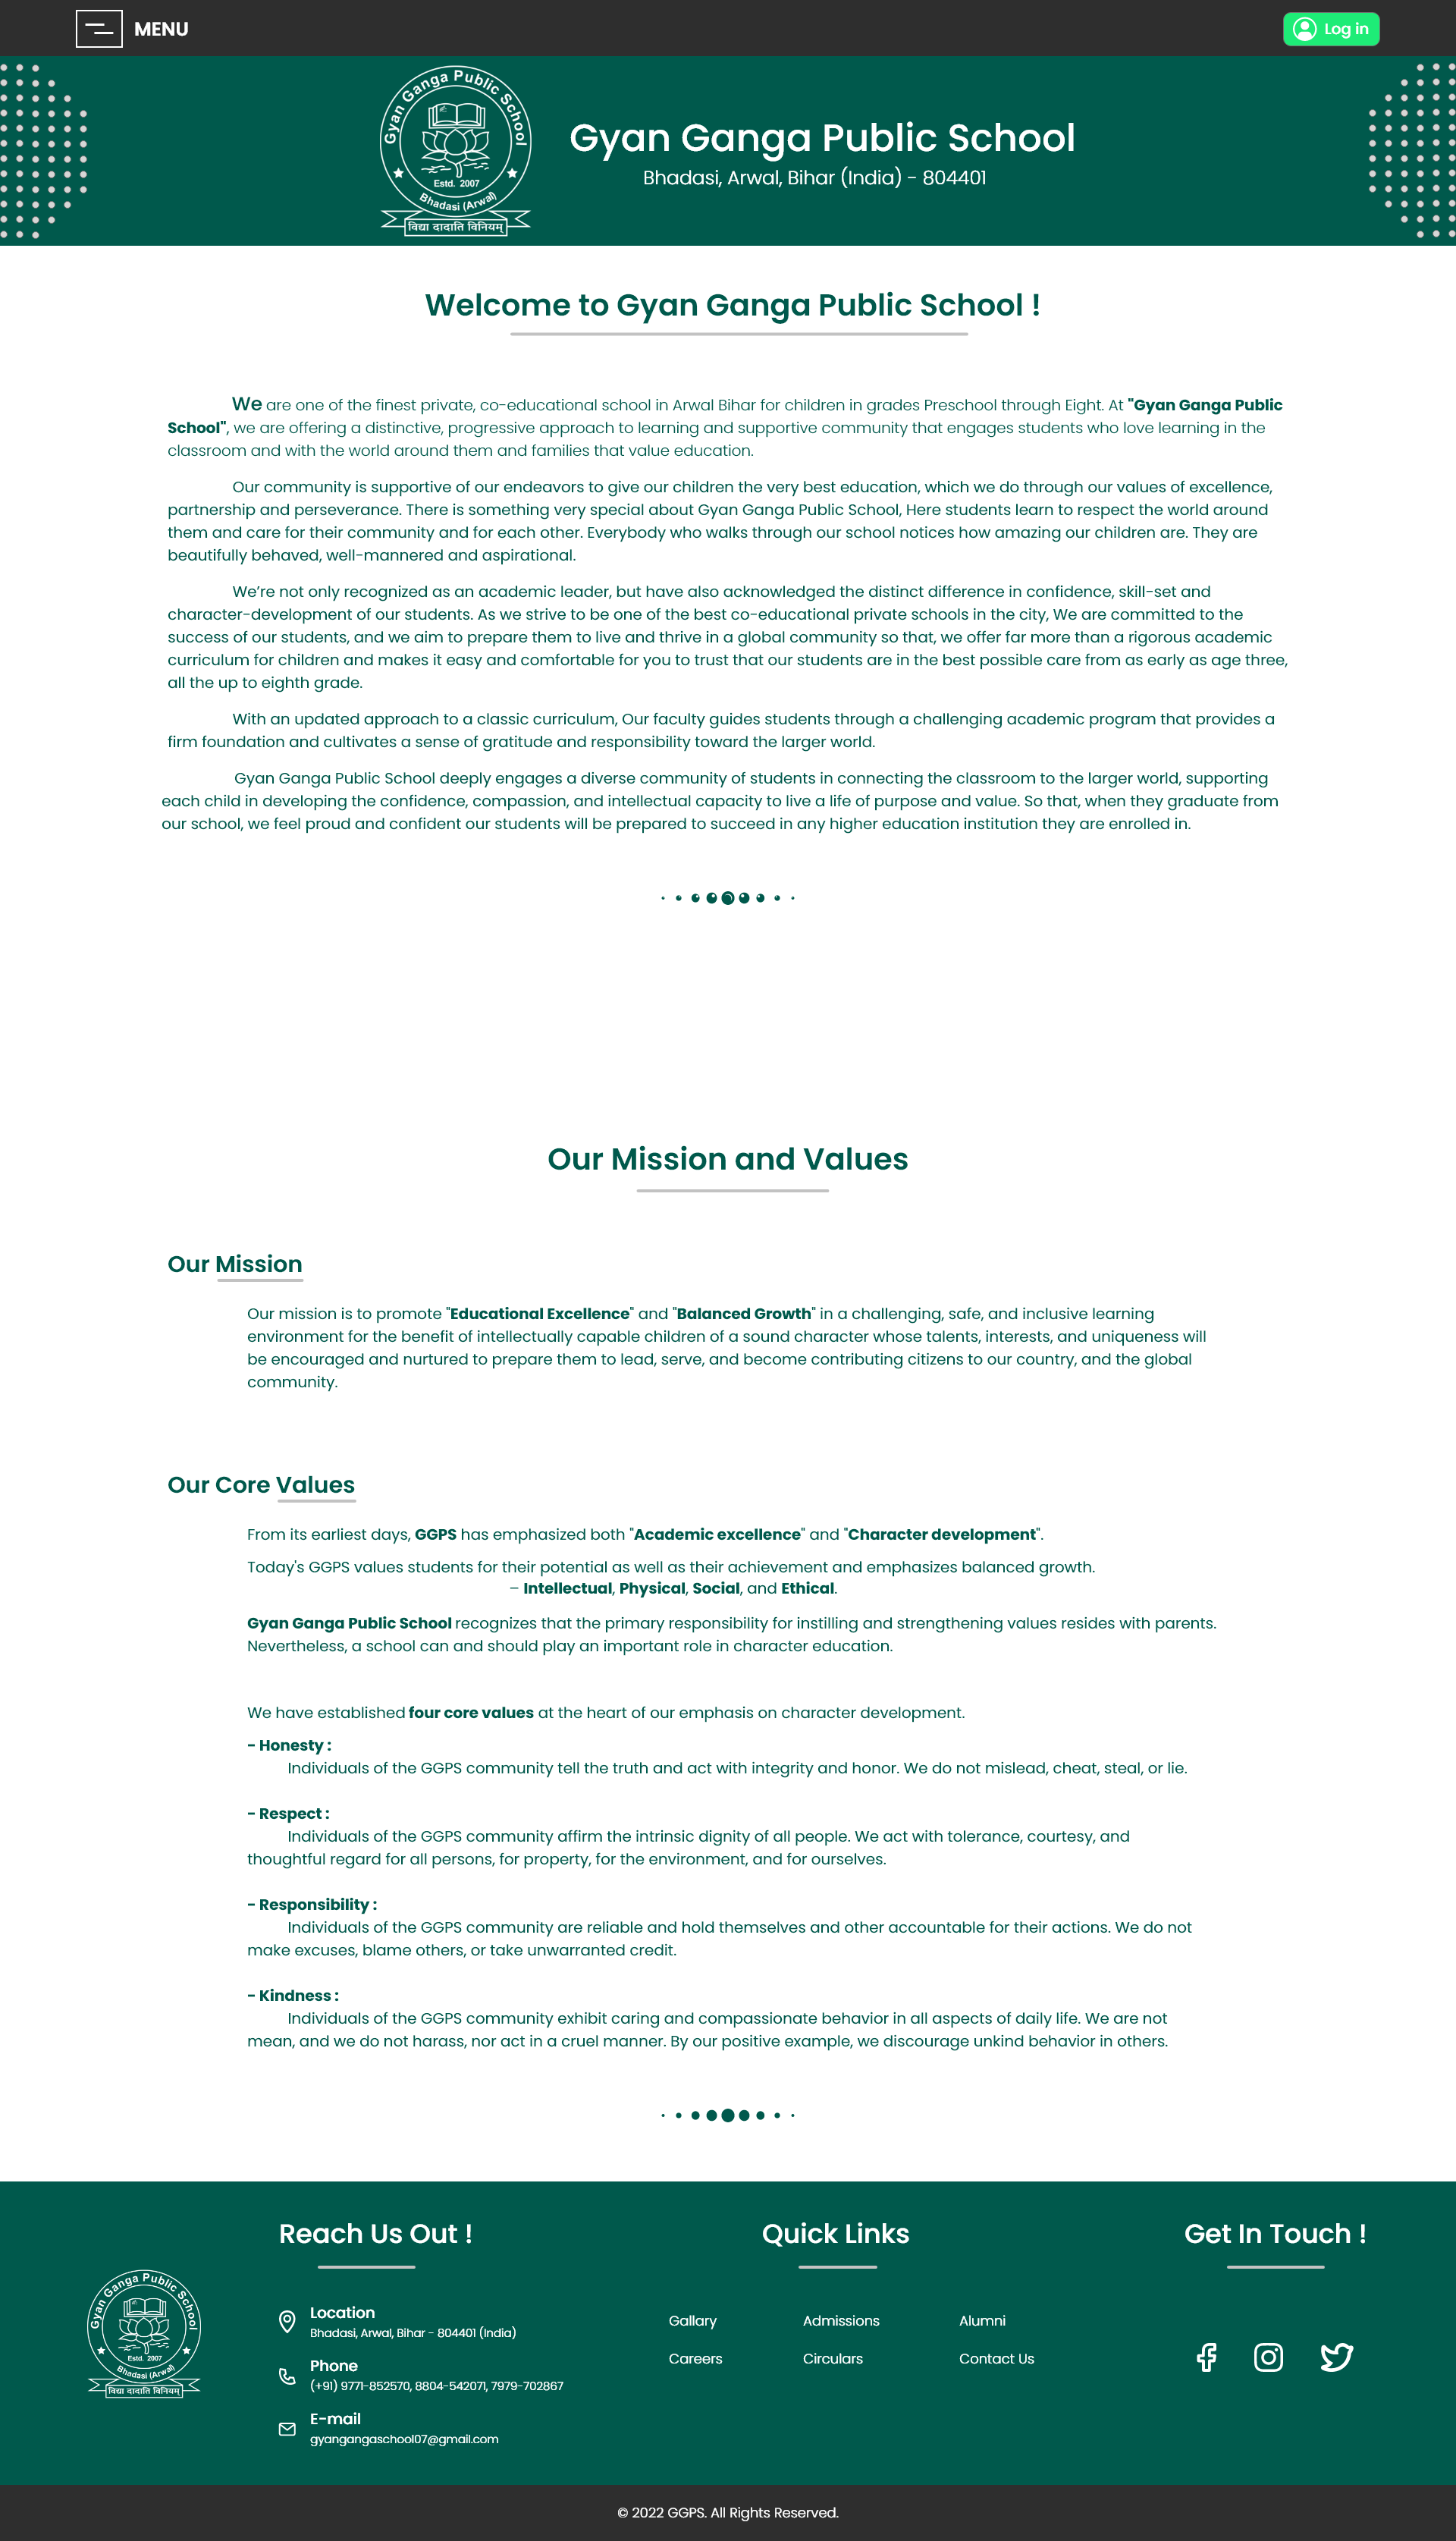 MENU
Log in
Gyan Ganga Public School
Estd. 2007
Bhadasi (Arwal)
विद्या ददाति विनियम्
Gyan Ganga Public School
Bhadasi, Arwal, Bihar (India) - 804401
Welcome to Gyan Ganga Public School !
We are one of the finest private, co-educational school in Arwal Bihar for children in grades Preschool through Eight. At "Gyan Ganga Public
School", we are offering a distinctive, progressive approach to learning and supportive community that engages students who love learning in the
classroom and with the world around them and families that value education.
Our community is supportive of our endeavors to give our children the very best education, which we do through our values of excellence,
partnership and perseverance. There is something very special about Gyan Ganga Public School, Here students learn to respect the world around
them and care for their community and for each other. Everybody who walks through our school notices how amazing our children are. They are
beautifully behaved, well-mannered and aspirational.
We’re not only recognized as an academic leader, but have also acknowledged the distinct difference in confidence, skill-set and
character-development of our students. As we strive to be one of the best co-educational private schools in the city, We are committed to the
success of our students, and we aim to prepare them to live and thrive in a global community so that, we offer far more than a rigorous academic
curriculum for children and makes it easy and comfortable for you to trust that our students are in the best possible care from as early as age three,
all the up to eighth grade.
With an updated approach to a classic curriculum, Our faculty guides students through a challenging academic program that provides a
firm foundation and cultivates a sense of gratitude and responsibility toward the larger world.
Gyan Ganga Public School deeply engages a diverse community of students in connecting the classroom to the larger world, supporting
each child in developing the confidence, compassion, and intellectual capacity to live a life of purpose and value. So that, when they graduate from
our school, we feel proud and confident our students will be prepared to succeed in any higher education institution they are enrolled in.
Our Mission and Values
Our Mission
Our mission is to promote "Educational Excellence" and "Balanced Growth" in a challenging, safe, and inclusive learning
environment for the benefit of intellectually capable children of a sound character whose talents, interests, and uniqueness will
be encouraged and nurtured to prepare them to lead, serve, and become contributing citizens to our country, and the global
community.
Our Core Values
From its earliest days, GGPS has emphasized both "Academic excellence" and "Character development".
Today's GGPS values students for their potential as well as their achievement and emphasizes balanced growth.
– Intellectual, Physical, Social, and Ethical.
Gyan Ganga Public School recognizes that the primary responsibility for instilling and strengthening values resides with parents.
Nevertheless, a school can and should play an important role in character education.
We have established four core values at the heart of our emphasis on character development.
- Honesty :
Individuals of the GGPS community tell the truth and act with integrity and honor. We do not mislead, cheat, steal, or lie.
- Respect :
Individuals of the GGPS community affirm the intrinsic dignity of all people. We act with tolerance, courtesy, and
thoughtful regard for all persons, for property, for the environment, and for ourselves.
- Responsibility :
Individuals of the GGPS community are reliable and hold themselves and other accountable for their actions. We do not
make excuses, blame others, or take unwarranted credit.
- Kindness :
Individuals of the GGPS community exhibit caring and compassionate behavior in all aspects of daily life. We are not
mean, and we do not harass, nor act in a cruel manner. By our positive example, we discourage unkind behavior in others.
Gyan Ganga Public School
Estd. 2007
Bhadasi (Arwal)
विद्या ददाति विनियम्
Reach Us Out !
Location
Bhadasi, Arwal, Bihar - 804401 (India)
Phone
(+91) 9771-852570, 8804-542071, 7979-702867
E-mail
gyangangaschool07@gmail.com
Quick Links
Gallary Admissions Alumni
Careers Circulars Contact Us
Get In Touch !
© 2022 GGPS. All Rights Reserved.